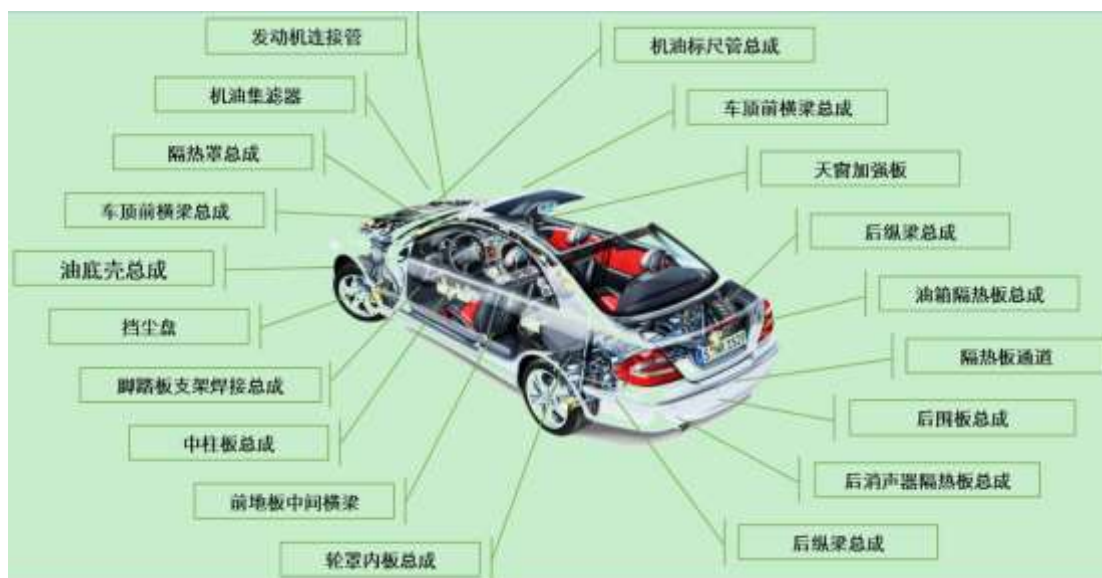 发动机连接管
机油标尺管总成
机油集滤器
车顶前横梁总成
隔热罩总成
天窗加强板
车顶前横梁总成
后纵梁总成
油底壳总成
油箱隔热板总成
挡尘盘
隔热板通道
脚踏板支架焊接总成
后围板总成
中柱板总成
后消声器隔热板总成
前地板中间横梁
后纵梁总成
轮罩内板总成